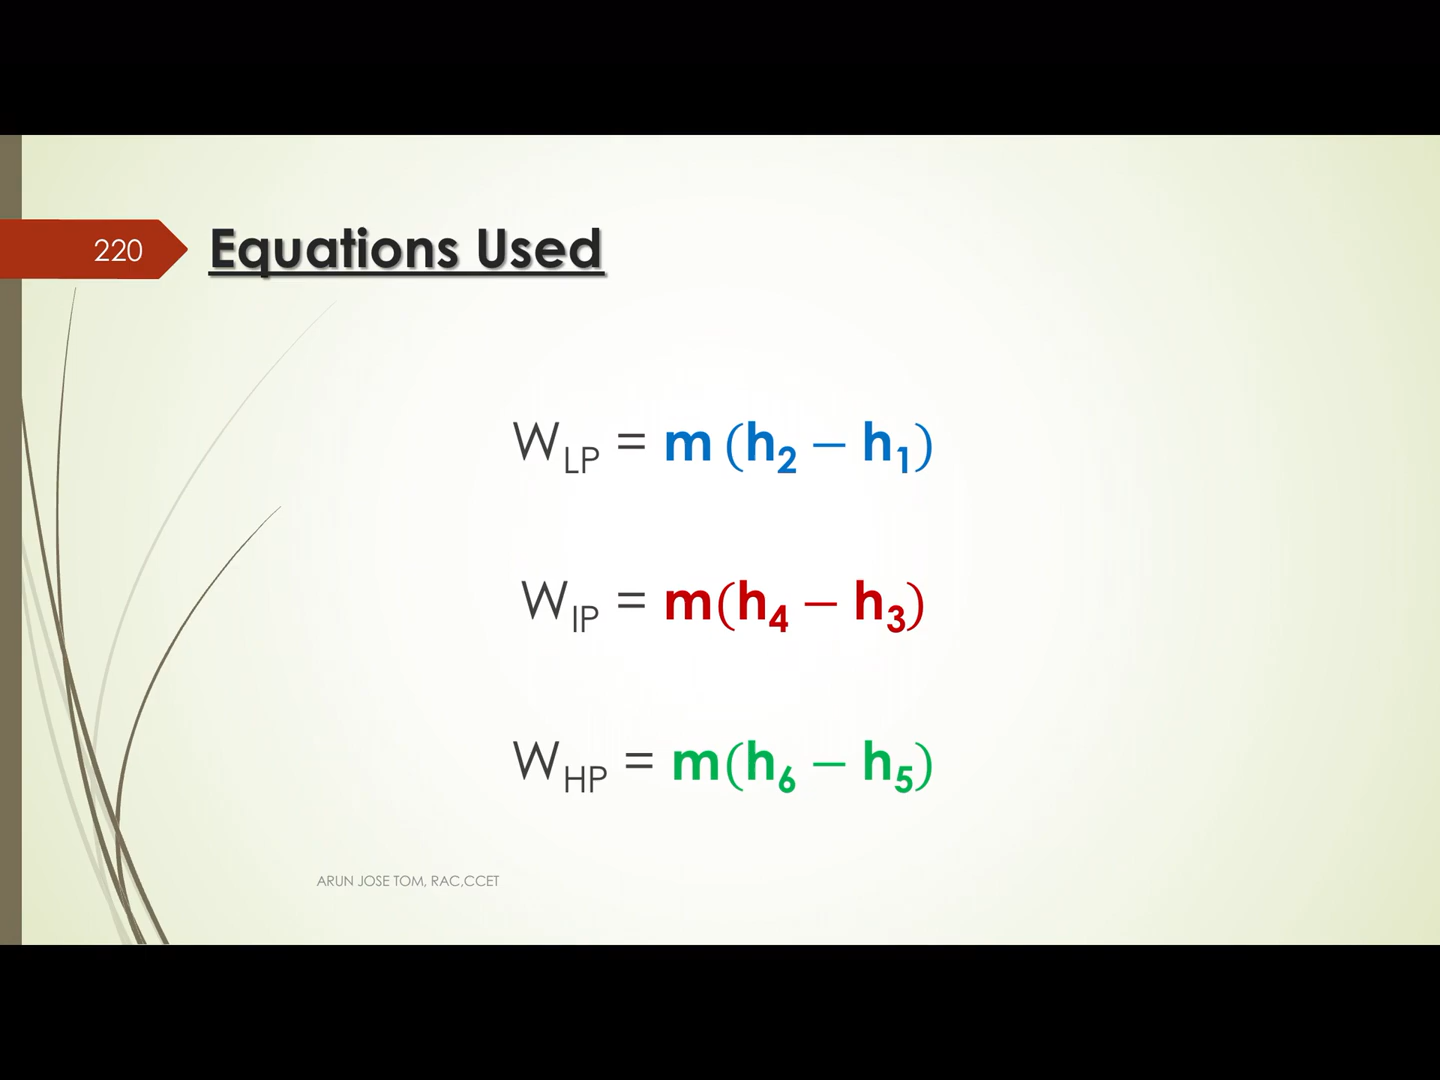 220
Equations Used
W_LP = m (h_2 – h_1)
W_IP = m(h_4 – h_3)
W_HP = m(h_6 – h_5)
ARUN JOSE TOM, RAC,CCET